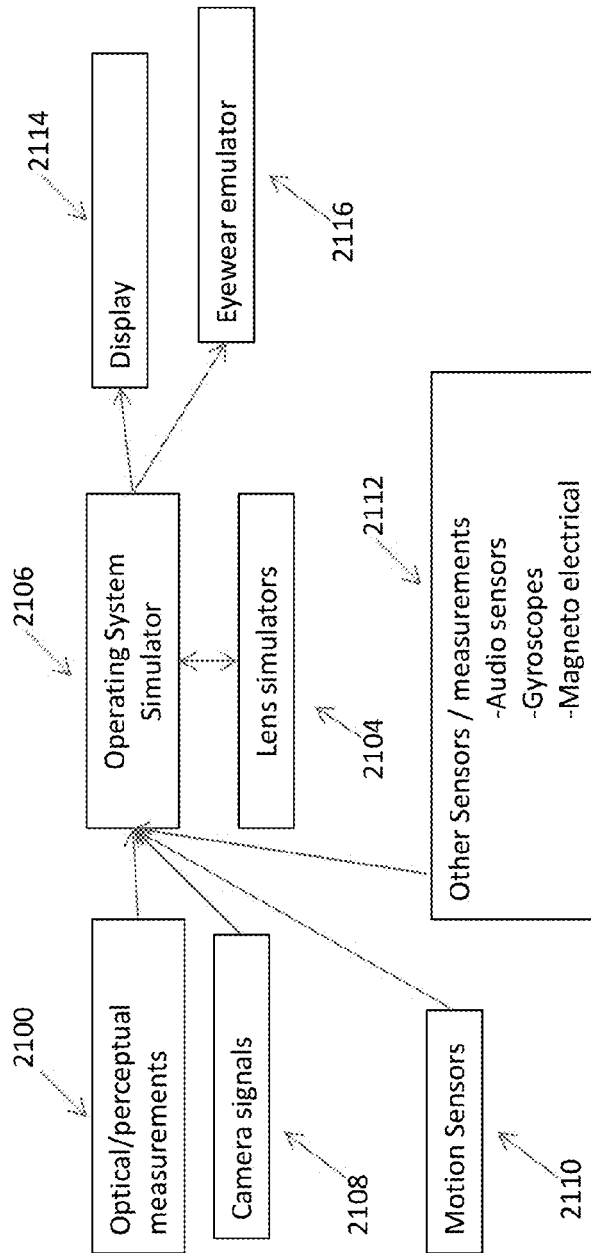 2100
Optical/perceptual
measurements
Camera signals
2108
Motion Sensors
2110
2106
Operating System
Simulator
Lens simulators
2104
2112
Other Sensors / measurements
-Audio sensors
-Gyroscopes
-Magneto electrical
2114
Display
Eyewear emulator
2116